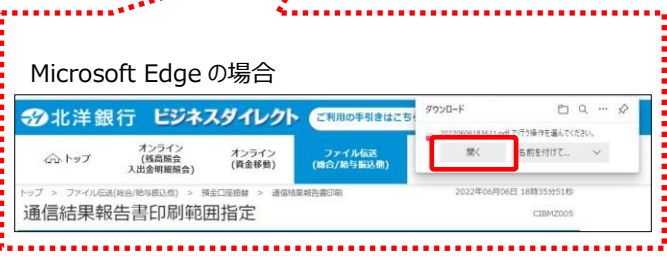 Microsoft Edge の場合
北洋銀行 ビジネスダイレクト ご利用の手引きはこち
ダウンロード
20220606183611.pdf で行う操作を選んでください。
開く
名前を付けて...
トップ
オンライン
(残高照会
入出金明細照会)
オンライン
(資金移動)
ファイル伝送
(総合/給与振込他)
トップ > ファイル伝送(総合/給与振込他) > 預金口座振替 > 通信結果報告書印刷
2022年06月06日 18時35分51秒
通信結果報告書印刷範囲指定
CIBMZ005